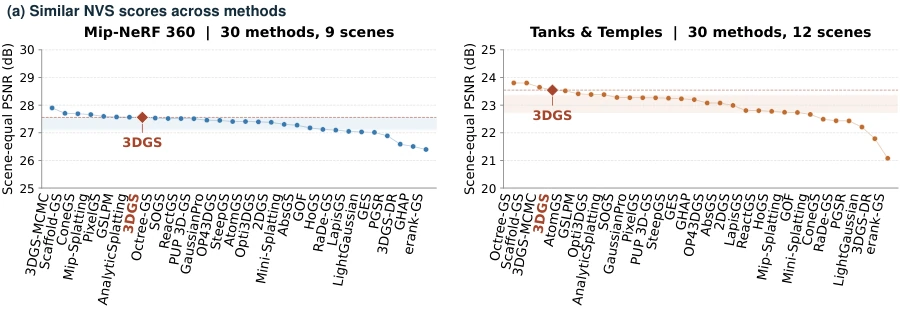 (a) Similar NVS scores across methods
Mip-NeRF 360 | 30 methods, 9 scenes
Scene-equal PSNR (dB)
30
29
28
27
26
25
3DGS
3DGS-MCMC
Scaffold-GS
ConeGS
Mip-Splatting
PixelGS
GSLPM
AnalyticSplatting
3DGS
Octree-GS
SOGS
ReactGS
PUP 3D-GS
GaussianPro
OP43DGS
SteepGS
AtomGS
Opti3DGS
2DGS
Mini-Splatting
AbsGS
GOF
HoGS
RaDe-GS
LapisGS
LightGaussian
GES
PGSR
3DGS-DR
GHAP
erank-GS
Tanks & Temples | 30 methods, 12 scenes
Scene-equal PSNR (dB)
25
24
23
22
21
20
3DGS
Octree-GS
Scaffold-GS
3DGS-MCMC
3DGS
AtomGS
GSLPM
Opti3DGS
AnalyticSplatting
SOGS
GaussianPro
PixelGS
PUP 3D-GS
SteepGS
GES
GHAP
OP43DGS
AbsGS
2DGS
LapisGS
ReactGS
HoGS
Mip-Splatting
GOF
Mini-Splatting
ConeGS
RaDe-GS
PGSR
LightGaussian
3DGS-DR
erank-GS